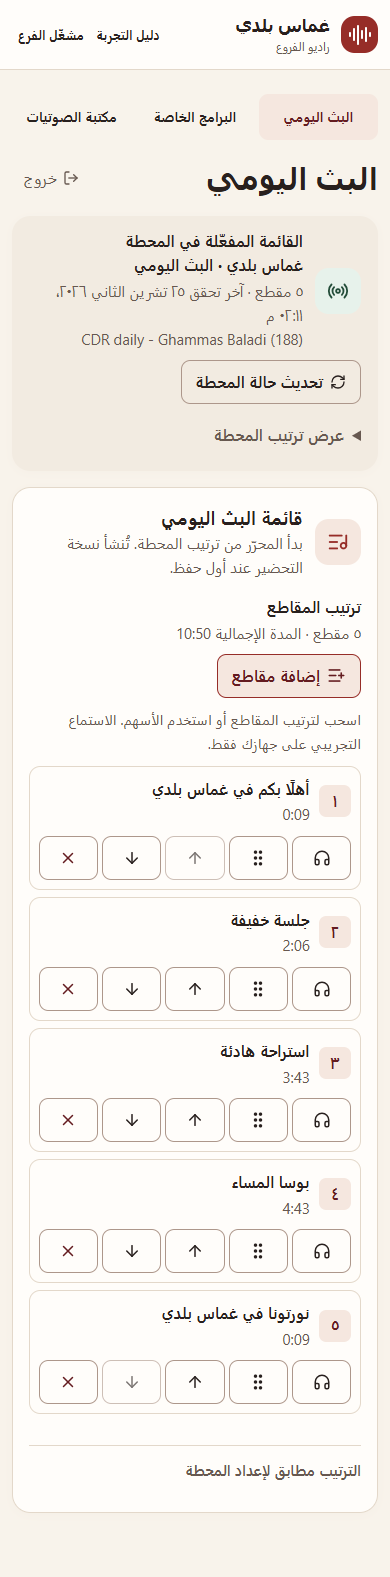 غماس بلدي
راديو الفروع
دليل التجربة
مشغّل الفرع
البث اليومي
البرامج الخاصة
مكتبة الصوتيات
البث اليومي
خروج
القائمة المفعّلة في المحطة
غماس بلدي · البث اليومي
٥ مقطع · آخر تحقق ٢٥ تشرين الثاني ٢٠٢٦،
٠٢:١١ م
CDR daily - Ghammas Baladi (188)
تحديث حالة المحطة
عرض ترتيب المحطة
قائمة البث اليومي
بدأ المحرّر من ترتيب المحطة. تُنشأ نسخة
التحضير عند أول حفظ.
ترتيب المقاطع
٥ مقطع · المدة الإجمالية 10:50
إضافة مقاطع
اسحب لترتيب المقاطع أو استخدم الأسهم. الاستماع
التجريبي على جهازك فقط.
١
أهلًا بكم في غماس بلدي
0:09
٢
جلسة خفيفة
2:06
٣
استراحة هادئة
3:43
٤
بوسا المساء
4:43
٥
نورتونا في غماس بلدي
0:09
الترتيب مطابق لإعداد المحطة